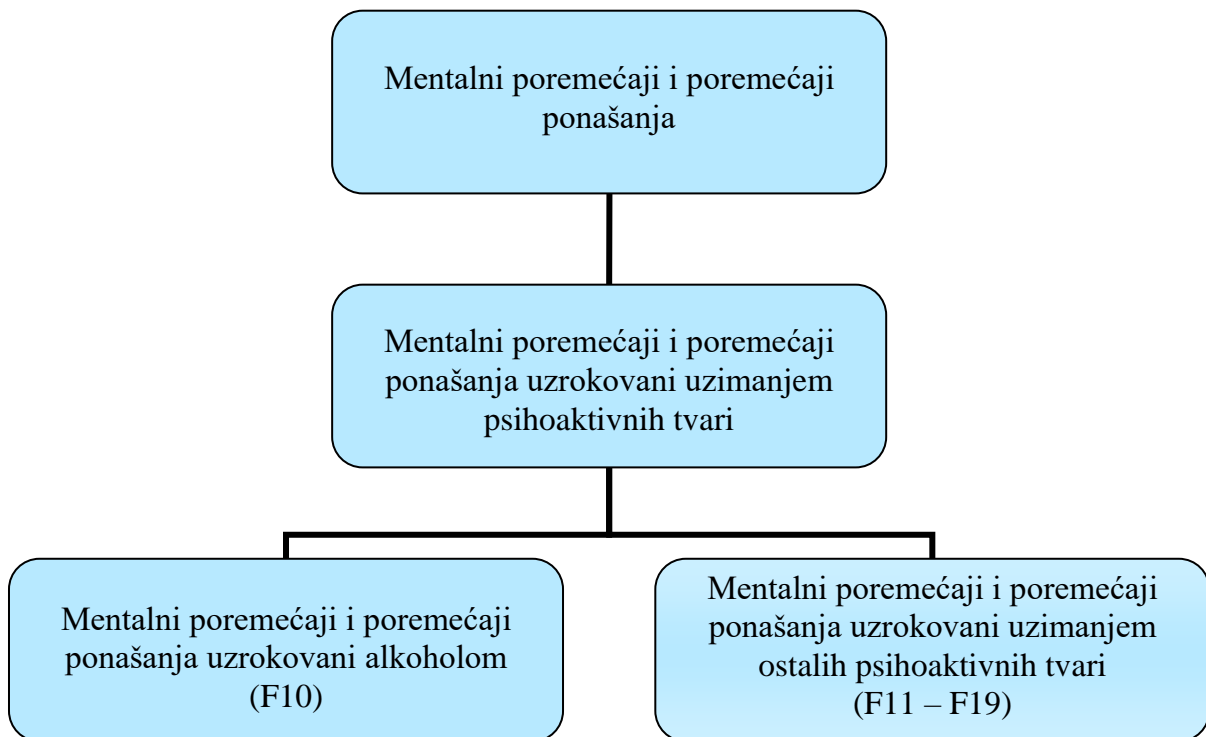 Mentalni poremećaji i poremećaji
ponašanja
Mentalni poremećaji i poremećaji
ponašanja uzrokovani uzimanjem
psihoaktivnih tvari
Mentalni poremećaji i poremećaji
ponašanja uzrokovani alkoholom
(F10)
Mentalni poremećaji i poremećaji
ponašanja uzrokovani uzimanjem
ostalih psihoaktivnih tvari
(F11 – F19)